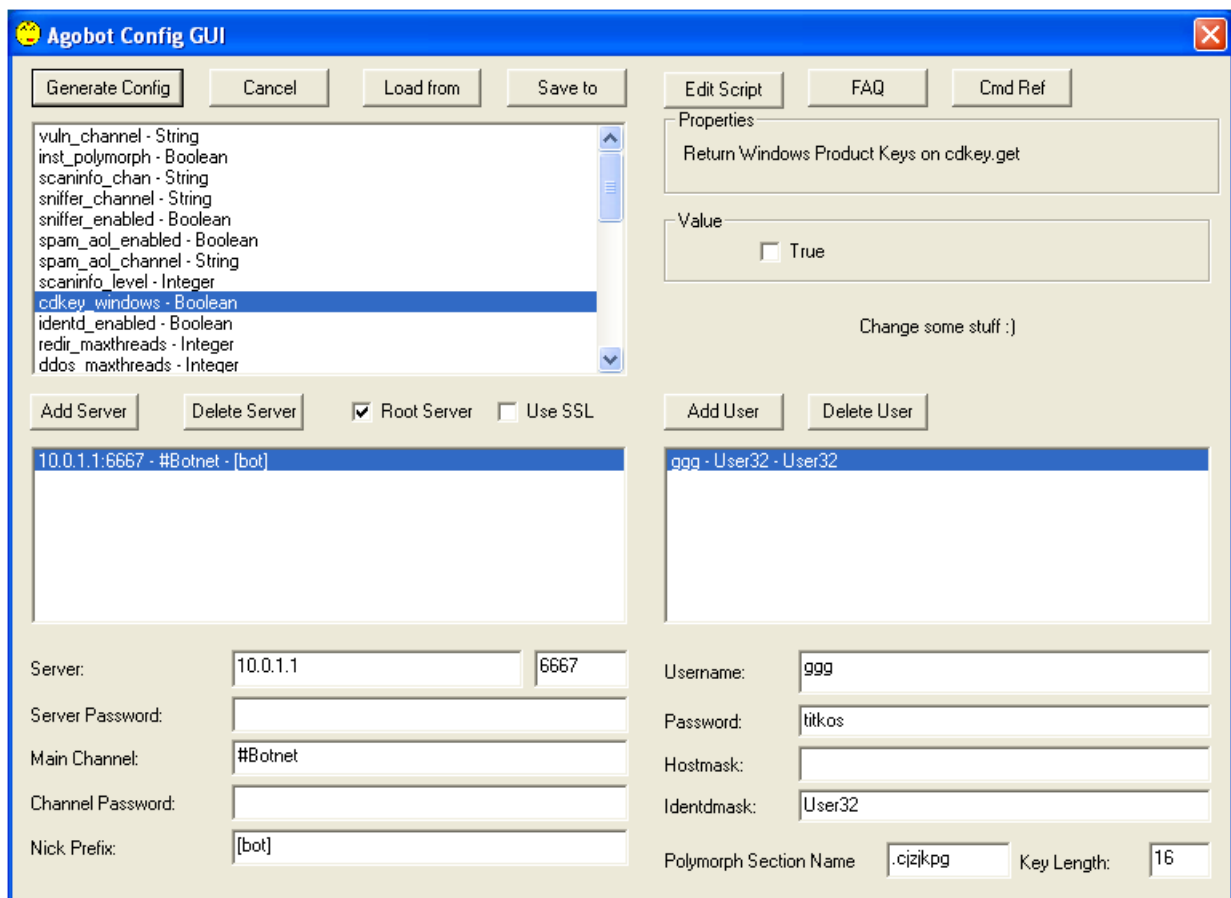 Agobot Config GUI
Generate Config Cancel Load from Save to Edit Script FAQ Cmd Ref
vuln_channel - String
inst_polymorph - Boolean
scaninfo_chan - String
sniffer_channel - String
sniffer_enabled - Boolean
spam_aol_enabled - Boolean
spam_aol_channel - String
scaninfo_level - Integer
cdkey_windows - Boolean
identd_enabled - Boolean
redir_maxthreads - Integer
ddos_maxthreads - Integer
Properties
Return Windows Product Keys on cdkey.get
Value
True
Change some stuff :)
Add Server Delete Server Root Server Use SSL
Add User Delete User
10.0.1.1:6667 - #Botnet - [bot]
ggg - User32 - User32
Server: 10.0.1.1 6667
Server Password:
Main Channel: #Botnet
Channel Password:
Nick Prefix: [bot]
Username: ggg
Password: titkos
Hostmask:
Identdmask: User32
Polymorph Section Name .cjzjkpg Key Length: 16